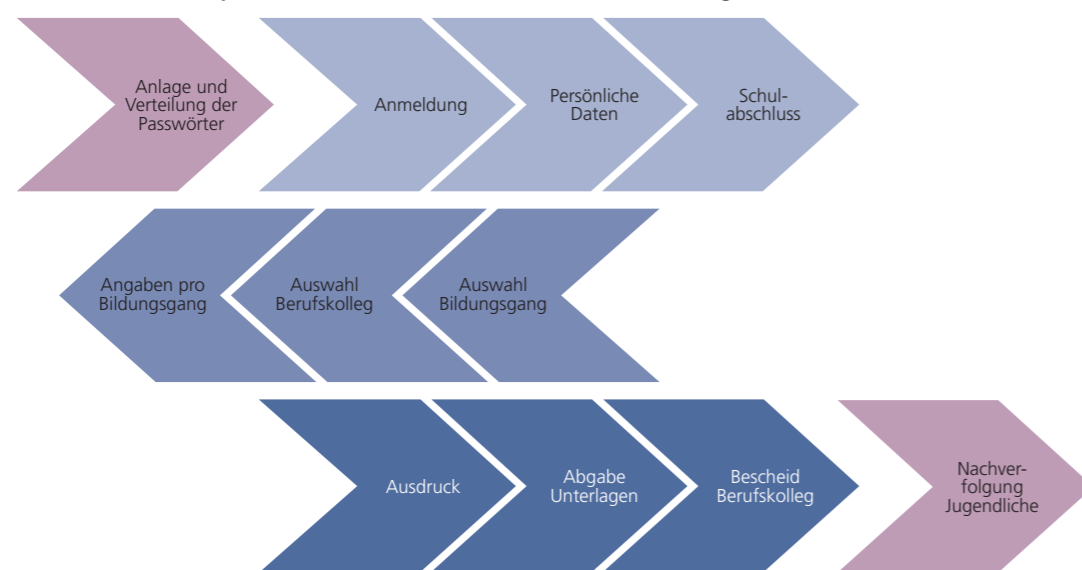 Anlage und
Verteilung der
Passwörter
Anmeldung
Persönliche
Daten
Schul-
abschluss
Angaben pro
Bildungsgang
Auswahl
Berufskolleg
Auswahl
Bildungsgang
Ausdruck
Abgabe
Unterlagen
Bescheid
Berufskolleg
Nachver-
folgung
Jugendliche